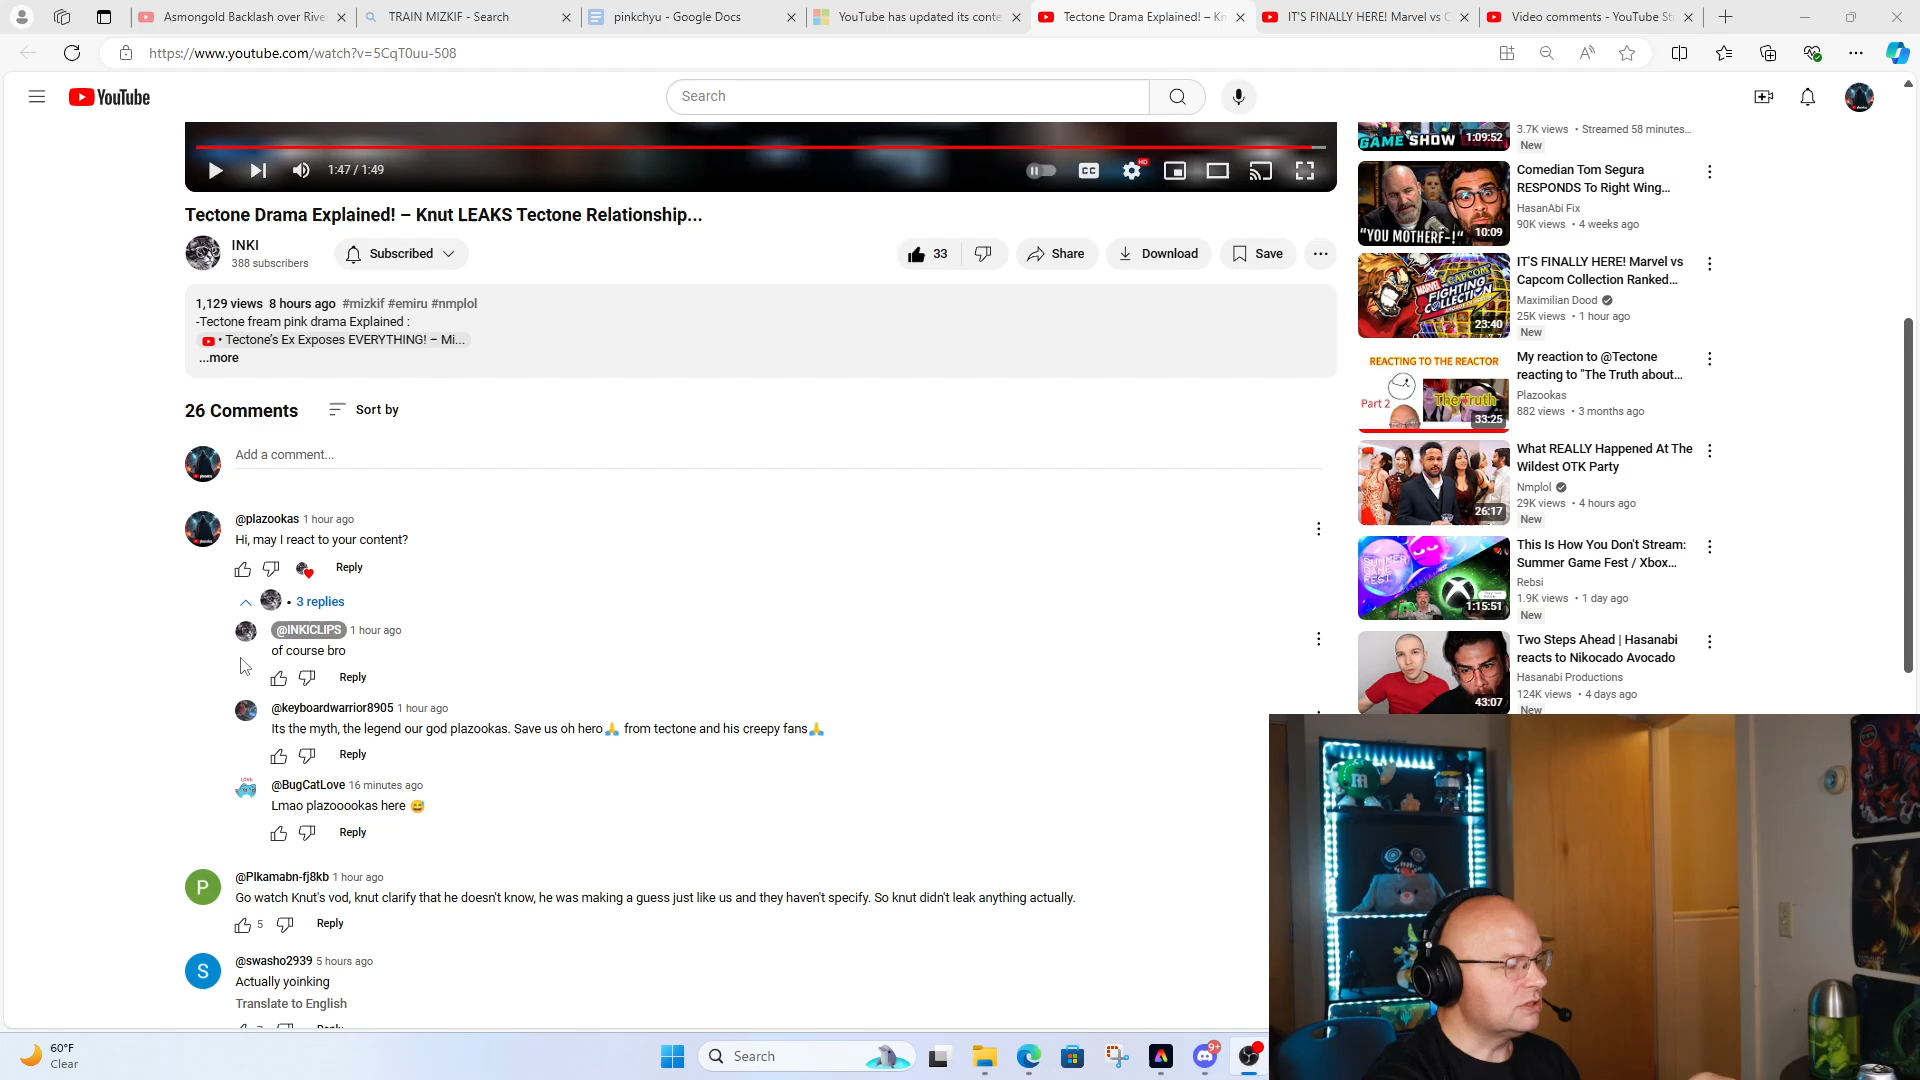 Asmongold Backlash over Rive
TRAIN MIZKIF - Search
pinkchyu - Google Docs
YouTube has updated its conte
Tectone Drama Explained! – Kn
IT'S FINALLY HERE! Marvel vs C
Video comments - YouTube St
https://www.youtube.com/watch?v=5CqT0uu-508
YouTube
Search
1:47 / 1:49
CC
HD
Tectone Drama Explained! – Knut LEAKS Tectone Relationship...
INKI
388 subscribers
Subscribed
33
Share
Download
Save
1,129 views 8 hours ago #mizkif #emiru #nmplol
-Tectone fream pink drama Explained :
• Tectone's Ex Exposes EVERYTHING! – Mi...
...more
26 Comments
Sort by
Add a comment...
@plazookas 1 hour ago
Hi, may I react to your content?
Reply
• 3 replies
@INKICLIPS 1 hour ago
of course bro
Reply
@keyboardwarrior8905 1 hour ago
Its the myth, the legend our god plazookas. Save us oh hero🙏 from tectone and his creepy fans🙏
Reply
LOVE
@BugCatLove 16 minutes ago
Lmao plazooookas here 😅
Reply
P
@Plkamabn-fj8kb 1 hour ago
Go watch Knut's vod, knut clarify that he doesn't know, he was making a guess just like us and they haven't specify. So knut didn't leak anything actually.
5
Reply
S
@swasho2939 5 hours ago
Actually yoinking
Translate to English
GAME SHOW
1:09:52
3.7K views • Streamed 58 minutes...
New
"YOU MOTHERF-!"
10:09
Comedian Tom Segura
RESPONDS To Right Wing...
HasanAbi Fix
90K views • 4 weeks ago
MARVEL CAPCOM
FIGHTING
COLLECTION
23:40
IT'S FINALLY HERE! Marvel vs
Capcom Collection Ranked...
Maximilian Dood
25K views • 1 hour ago
New
REACTING TO THE REACTOR
Part 2
The Truth
33:25
My reaction to @Tectone
reacting to "The Truth about...
Plazookas
882 views • 3 months ago
26:17
What REALLY Happened At The
Wildest OTK Party
Nmplol
29K views • 4 hours ago
New
SUMMER
GAME
FEST
1:15:51
This Is How You Don't Stream:
Summer Game Fest / Xbox...
Rebsi
1.9K views • 1 day ago
New
43:07
Two Steps Ahead | Hasanabi
reacts to Nikocado Avocado
Hasanabi Productions
124K views • 4 days ago
New
60°F
Clear
Search
9+